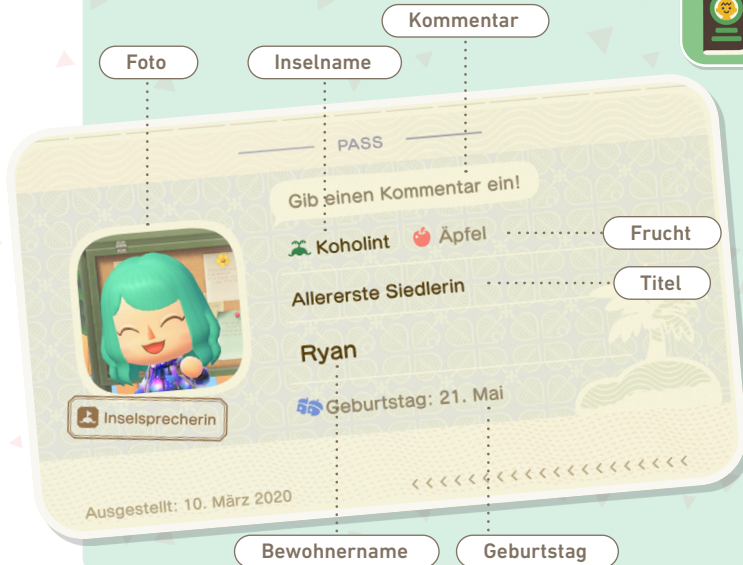 Kommentar
Foto
Inselname
PASS
Gib einen Kommentar ein!
Koholint Äpfel
Frucht
Allererste Siedlerin
Titel
Ryan
Geburtstag: 21. Mai
Inselsprecherin
Ausgestellt: 10. März 2020
Bewohnername
Geburtstag